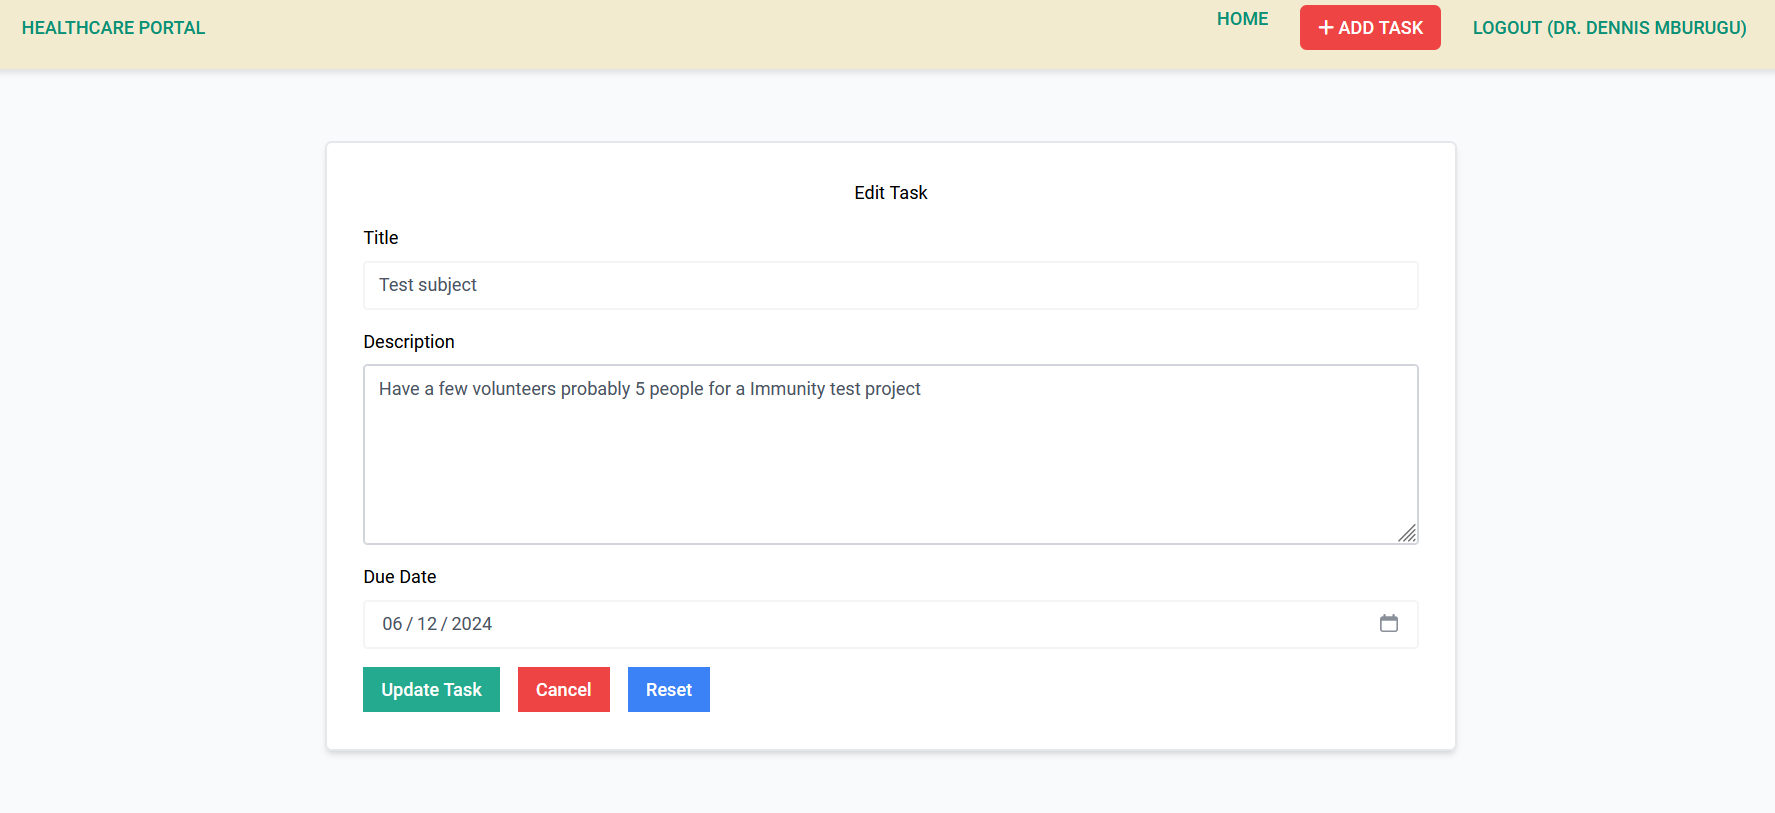 HEALTHCARE PORTAL
HOME
+ ADD TASK
LOGOUT (DR. DENNIS MBURUGU)
Edit Task
Title
Test subject
Description
Have a few volunteers probably 5 people for a Immunity test project
Due Date
06 / 12 / 2024
Update Task
Cancel
Reset